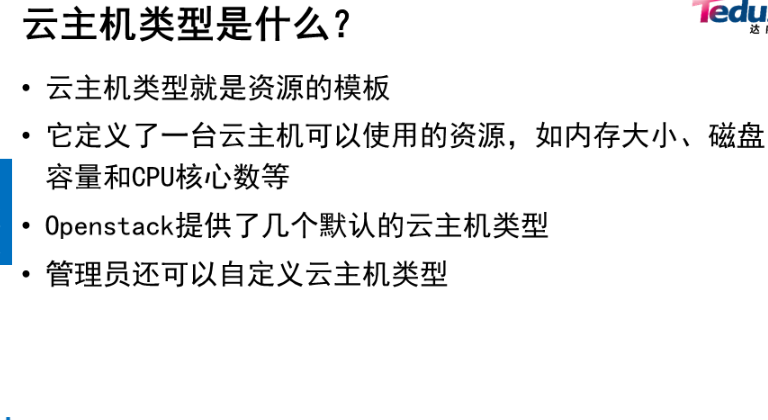 云主机类型是什么？
Tedu
• 云主机类型就是资源的模板
• 它定义了一台云主机可以使用的资源，如内存大小、磁盘
容量和CPU核心数等
• Openstack提供了几个默认的云主机类型
• 管理员还可以自定义云主机类型